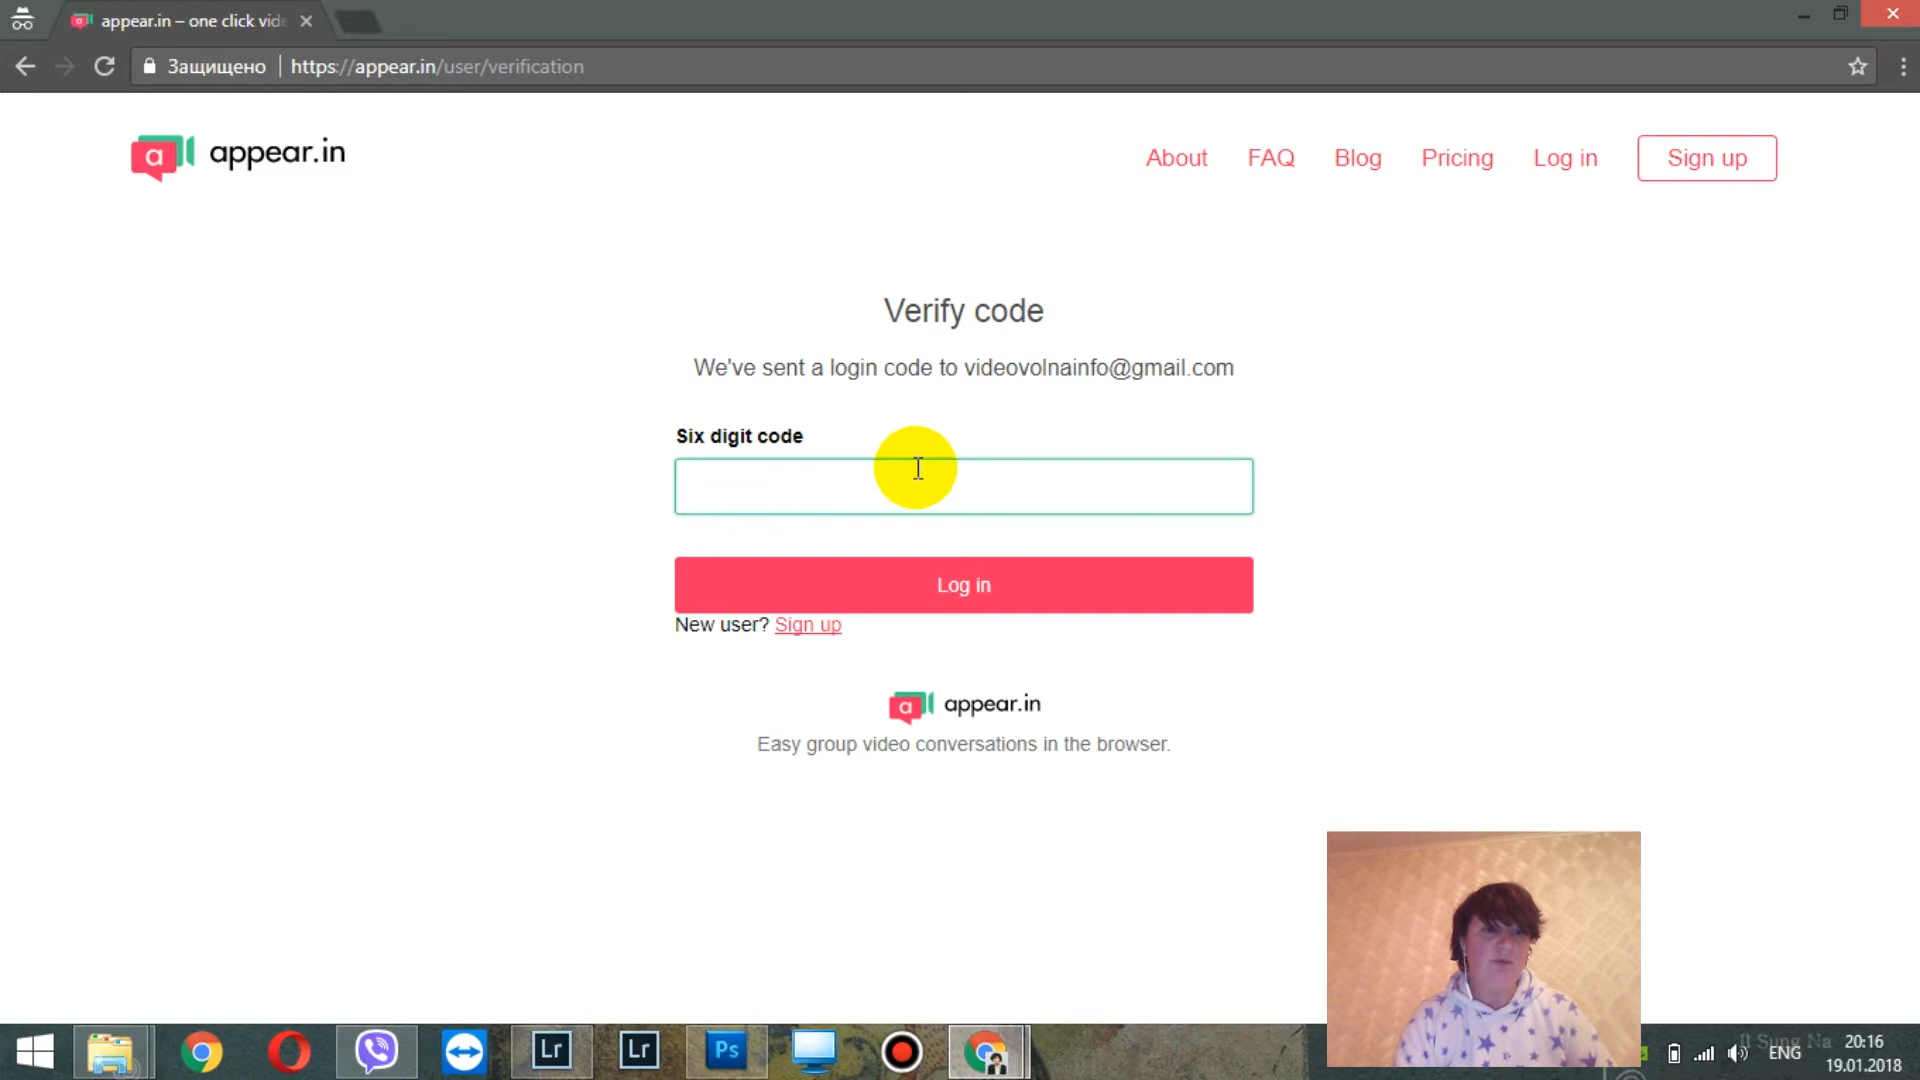 appear.in – one click vide
Защищено
https://appear.in/user/verification
a appear.in
About
FAQ
Blog
Pricing
Log in
Sign up
Verify code
We've sent a login code to videovolnainfo@gmail.com
Six digit code
Log in
New user? Sign up
a appear.in
Easy group video conversations in the browser.
Lr
Lr
Ps
Il Sung Na
ENG
20:16
19.01.2018